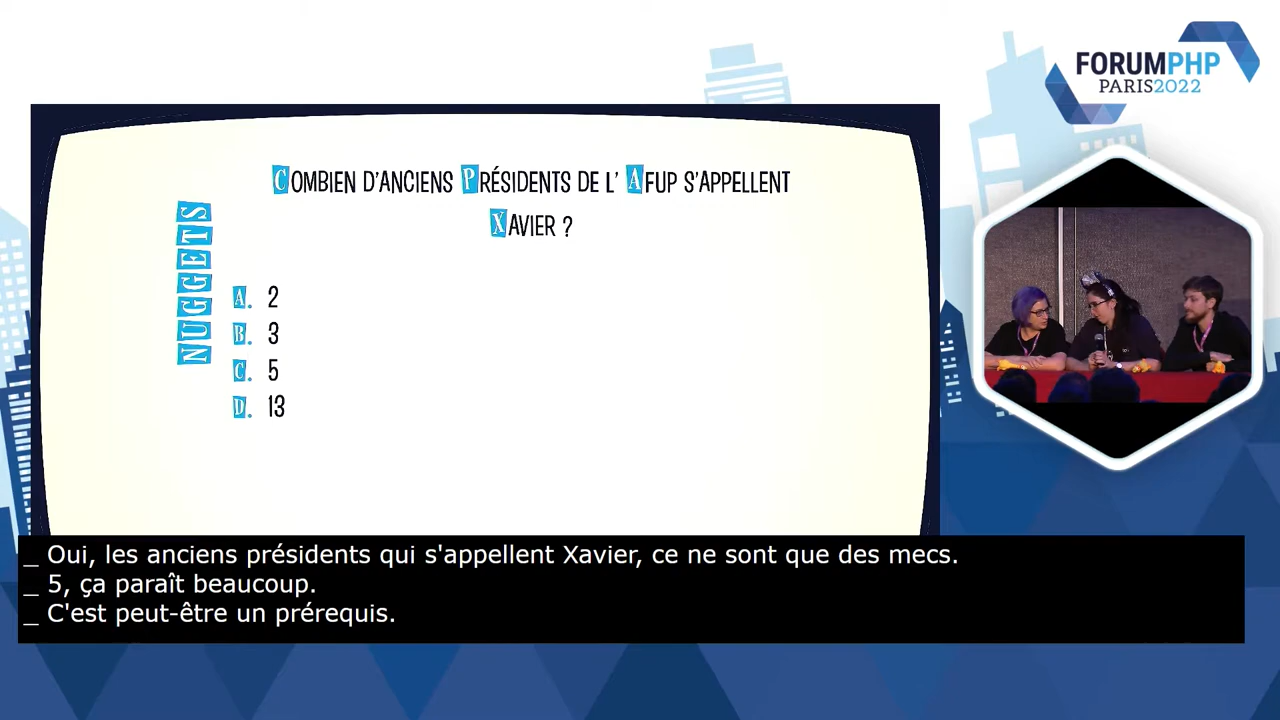 FORUMPHP
PARIS2022
COMBIEN D'ANCIENS PRÉSIDENTS DE L' AFUP S'APPELLENT
XAVIER ?
NUGGETS
A. 2
B. 3
C. 5
D. 13
_ Oui, les anciens présidents qui s'appellent Xavier, ce ne sont que des mecs.
_ 5, ça paraît beaucoup.
_ C'est peut-être un prérequis.